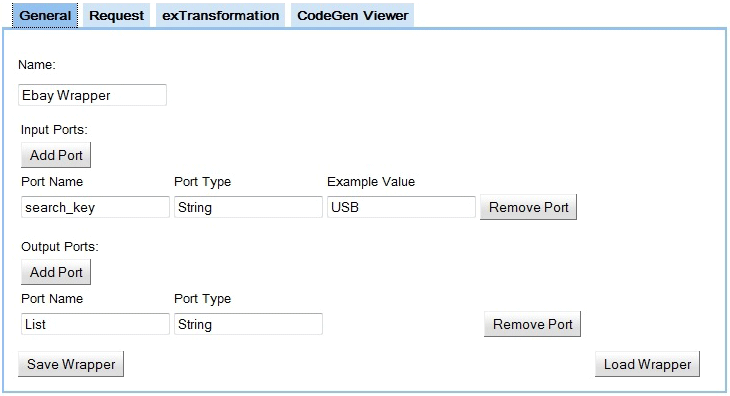 General Request exTransformation CodeGen Viewer
Name:
Ebay Wrapper
Input Ports:
Add Port
Port Name Port Type Example Value
search_key String USB Remove Port
Output Ports:
Add Port
Port Name Port Type
List String Remove Port
Save Wrapper Load Wrapper